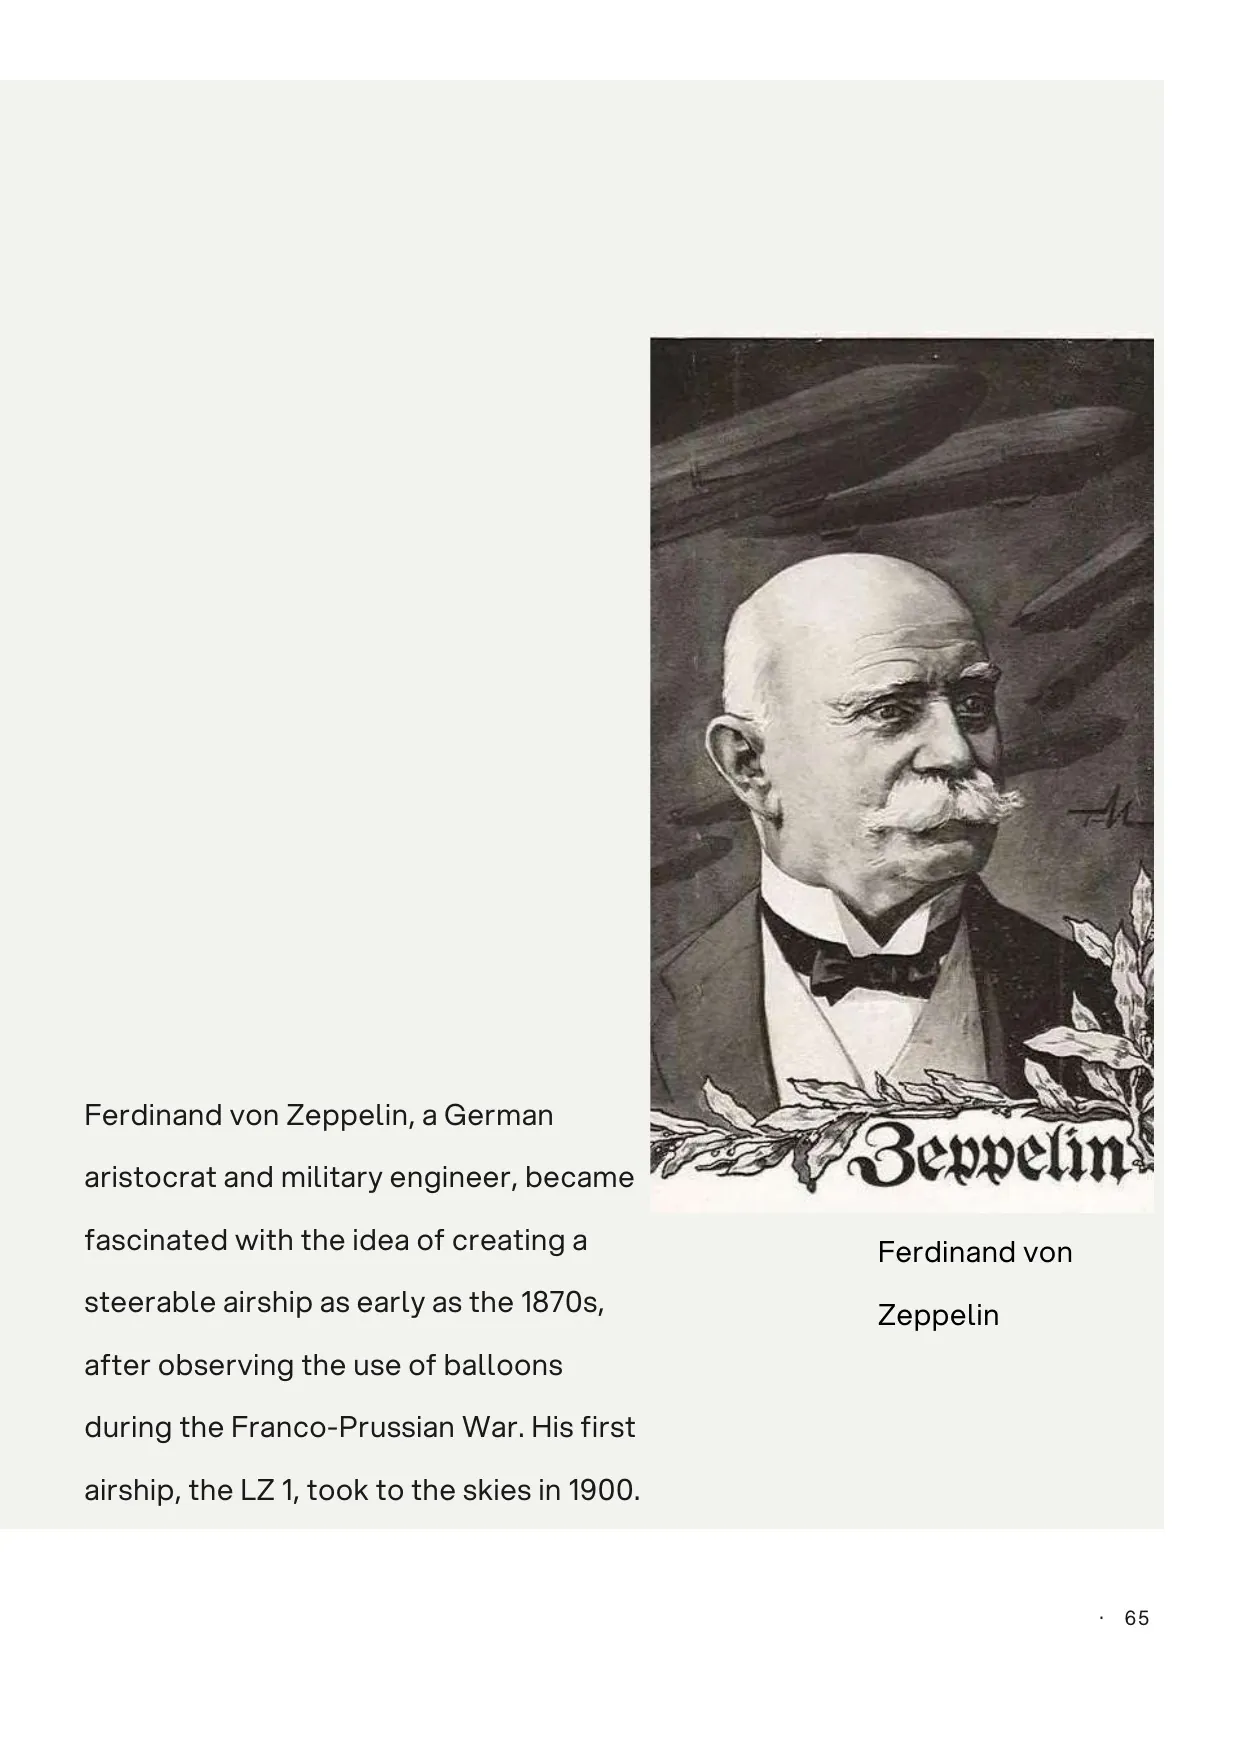 Zeppelin
Ferdinand von Zeppelin, a German
aristocrat and military engineer, became
fascinated with the idea of creating a
steerable airship as early as the 1870s,
after observing the use of balloons
during the Franco-Prussian War. His first
airship, the LZ 1, took to the skies in 1900.
Ferdinand von
Zeppelin
· 65